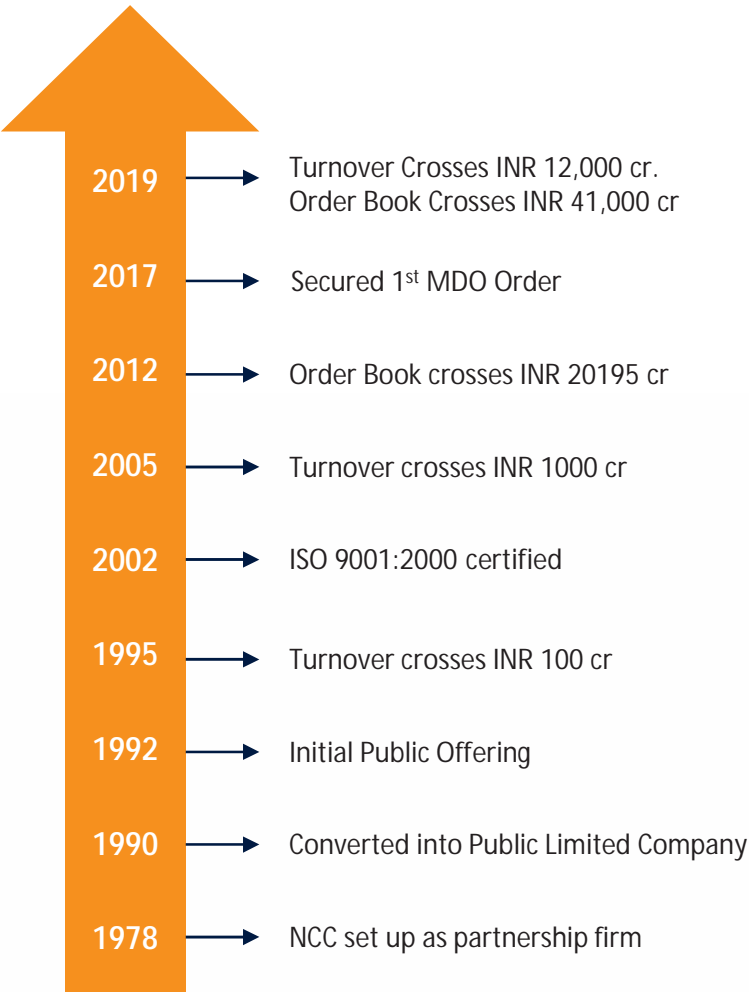 2019
Turnover Crosses INR 12,000 cr.
Order Book Crosses INR 41,000 cr
2017
Secured 1st MDO Order
2012
Order Book crosses INR 20195 cr
2005
Turnover crosses INR 1000 cr
2002
ISO 9001:2000 certified
1995
Turnover crosses INR 100 cr
1992
Initial Public Offering
1990
Converted into Public Limited Company
1978
NCC set up as partnership firm